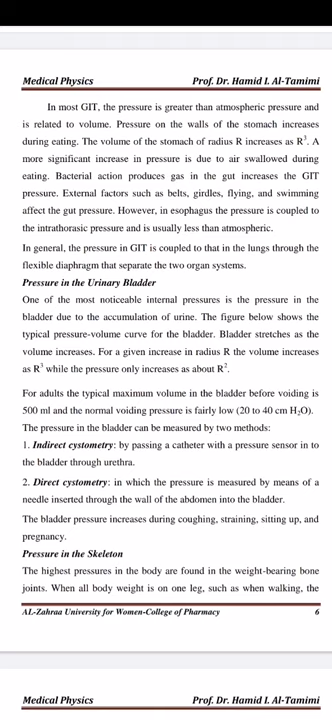 Medical Physics Prof. Dr. Hamid I. Al-Tamimi
In most GIT, the pressure is greater than atmospheric pressure and
is related to volume. Pressure on the walls of the stomach increases
during eating. The volume of the stomach of radius R increases as R³. A
more significant increase in pressure is due to air swallowed during
eating. Bacterial action produces gas in the gut increases the GIT
pressure. External factors such as belts, girdles, flying, and swimming
affect the gut pressure. However, in esophagus the pressure is coupled to
the intrathorasic pressure and is usually less than atmospheric.
In general, the pressure in GIT is coupled to that in the lungs through the
flexible diaphragm that separate the two organ systems.
Pressure in the Urinary Bladder
One of the most noticeable internal pressures is the pressure in the
bladder due to the accumulation of urine. The figure below shows the
typical pressure-volume curve for the bladder. Bladder stretches as the
volume increases. For a given increase in radius R the volume increases
as R³ while the pressure only increases as about R².
For adults the typical maximum volume in the bladder before voiding is
500 ml and the normal voiding pressure is fairly low (20 to 40 cm H₂O).
The pressure in the bladder can be measured by two methods:
1. Indirect cystometry: by passing a catheter with a pressure sensor in to
the bladder through urethra.
2. Direct cystometry: in which the pressure is measured by means of a
needle inserted through the wall of the abdomen into the bladder.
The bladder pressure increases during coughing, straining, sitting up, and
pregnancy.
Pressure in the Skeleton
The highest pressures in the body are found in the weight-bearing bone
joints. When all body weight is on one leg, such as when walking, the
AL-Zahraa University for Women-College of Pharmacy 6
Medical Physics Prof. Dr. Hamid I. Al-Tamimi